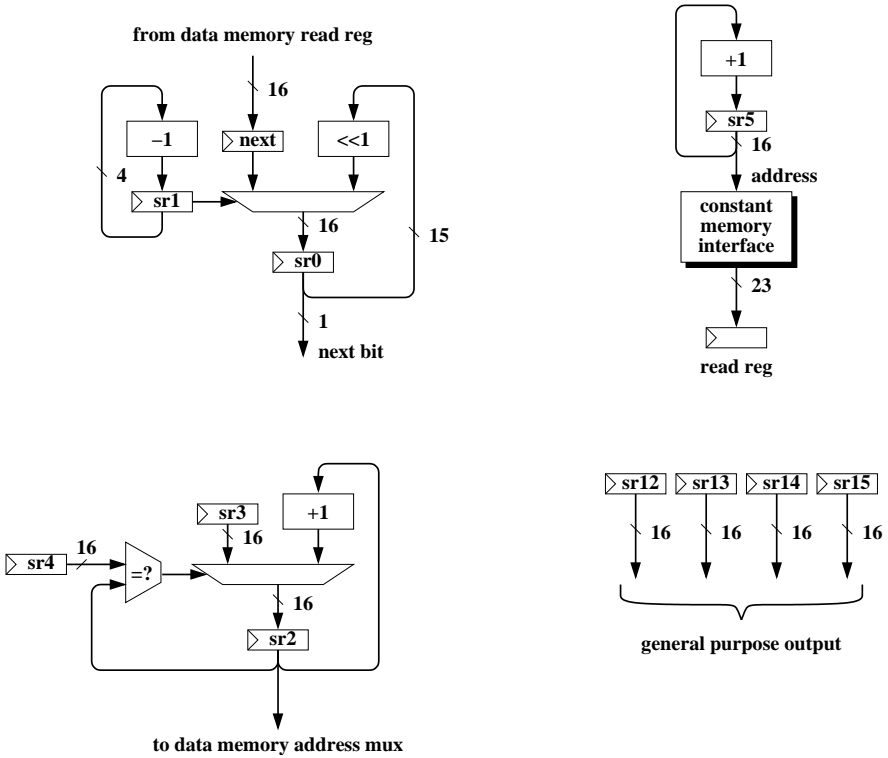 from data memory read reg
16
−1
next
<<1
4
sr1
16
15
sr0
1
next bit
+1
sr5
16
address
constant
memory
interface
23
read reg
sr3
+1
16
16
sr4
=?
16
sr2
to data memory address mux
sr12 sr13 sr14 sr15
16 16 16 16
general purpose output